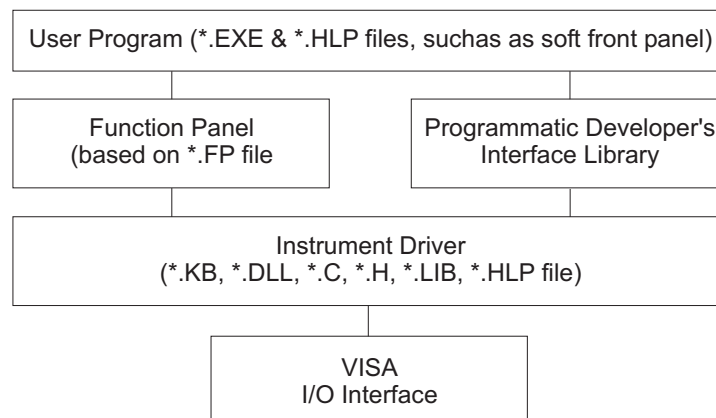 User Program (*.EXE & *.HLP files, suchas as soft front panel)
Function Panel
(based on *.FP file
Programmatic Developer's
Interface Library
Instrument Driver
(*.KB, *.DLL, *.C, *.H, *.LIB, *.HLP file)
VISA
I/O Interface